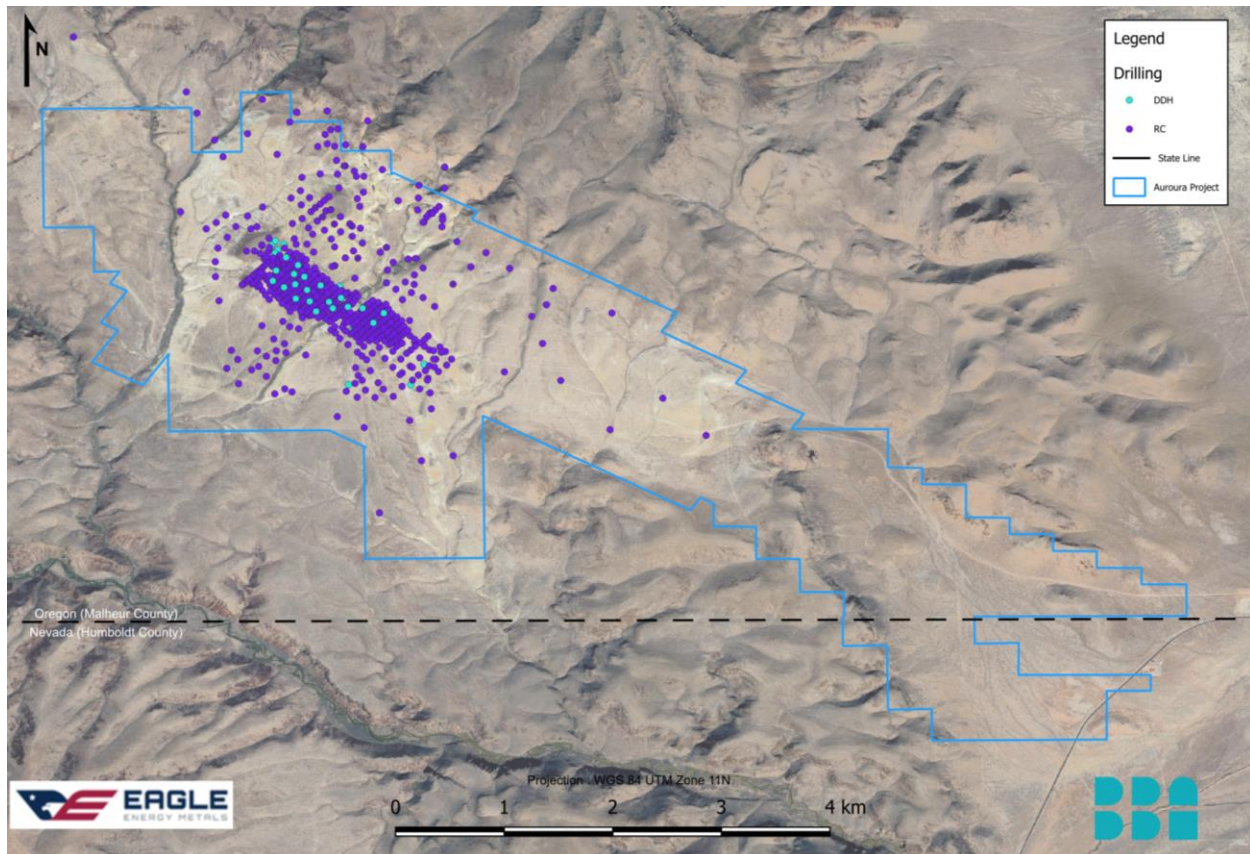 N
Legend
Drilling
DDH
RC
State Line
Auroura Project
Oregon (Malheur County)
Nevada (Humboldt County)
Projection : WGS 84 UTM Zone 11N
0 1 2 3 4 km
EAGLE
ENERGY METALS
BBA